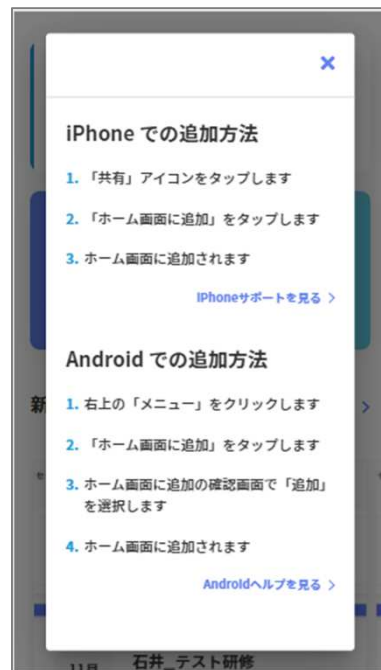 ×
iPhone での追加方法
1. 「共有」アイコンをタップします
2. 「ホーム画面に追加」をタップします
3. ホーム画面に追加されます
iPhoneサポートを見る >
Android での追加方法
1. 右上の「メニュー」をクリックします
新
2. 「ホーム画面に追加」をタップします
3. ホーム画面に追加の確認画面で「追加」
を選択します
4. ホーム画面に追加されます
Androidヘルプを見る >
11月
石井_テスト研修